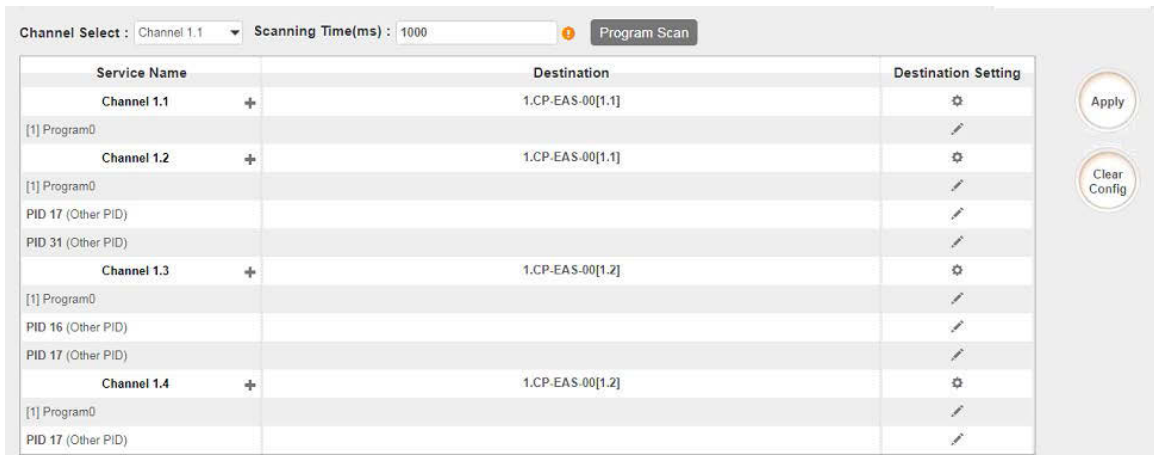 Channel Select : Channel 1.1 Scanning Time(ms) : 1000 Program Scan
Service Name Destination Destination Setting
Channel 1.1 1.CP-EAS-00[1.1]
[1] Program0
Channel 1.2 1.CP-EAS-00[1.1]
[1] Program0
PID 17 (Other PID)
PID 31 (Other PID)
Channel 1.3 1.CP-EAS-00[1.2]
[1] Program0
PID 16 (Other PID)
PID 17 (Other PID)
Channel 1.4 1.CP-EAS-00[1.2]
[1] Program0
PID 17 (Other PID)
Apply
Clear
Config